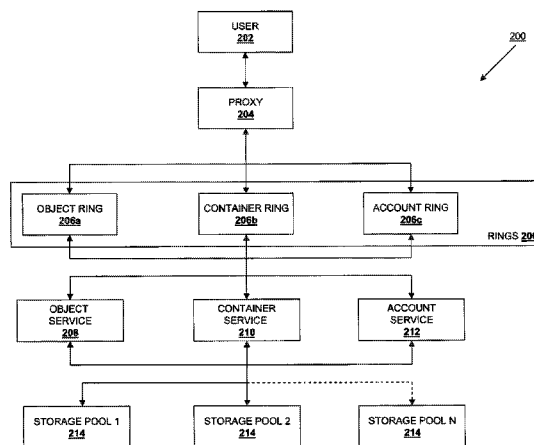 USER
202
200
PROXY
204
OBJECT RING
206a
CONTAINER RING
206b
ACCOUNT RING
206c
RINGS 206
OBJECT
SERVICE
208
CONTAINER
SERVICE
210
ACCOUNT
SERVICE
212
STORAGE POOL 1
214
STORAGE POOL 2
214
STORAGE POOL N
214